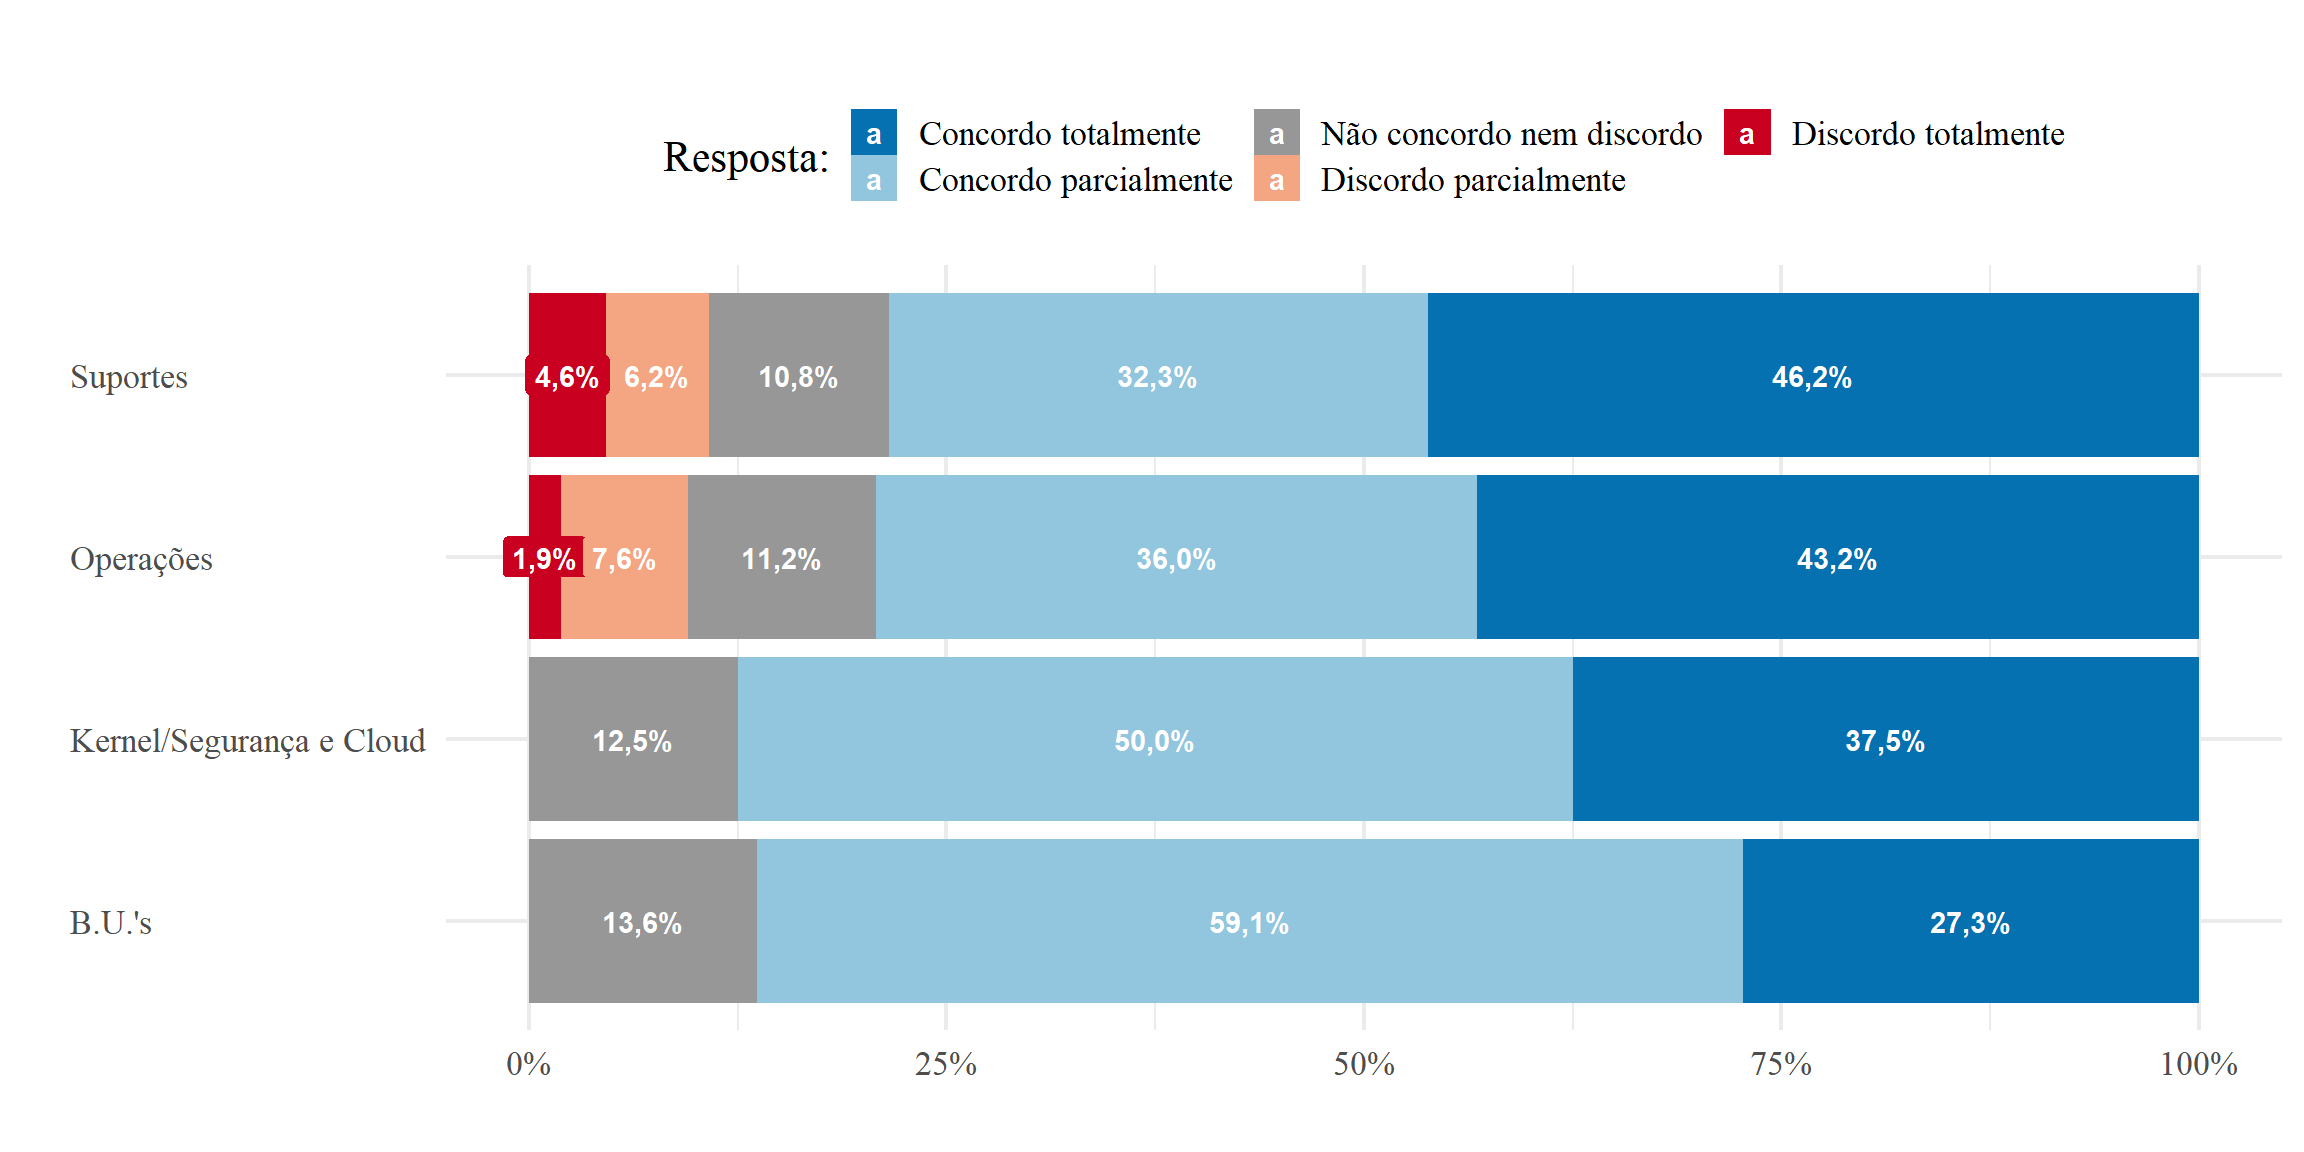 Resposta:
a Concordo totalmente
a Concordo parcialmente
a Não concordo nem discordo
a Discordo parcialmente
a Discordo totalmente
Suportes
4,6% 6,2% 10,8% 32,3% 46,2%
Operações
1,9% 7,6% 11,2% 36,0% 43,2%
Kernel/Segurança e Cloud
12,5% 50,0% 37,5%
B.U.'s
13,6% 59,1% 27,3%
0% 25% 50% 75% 100%